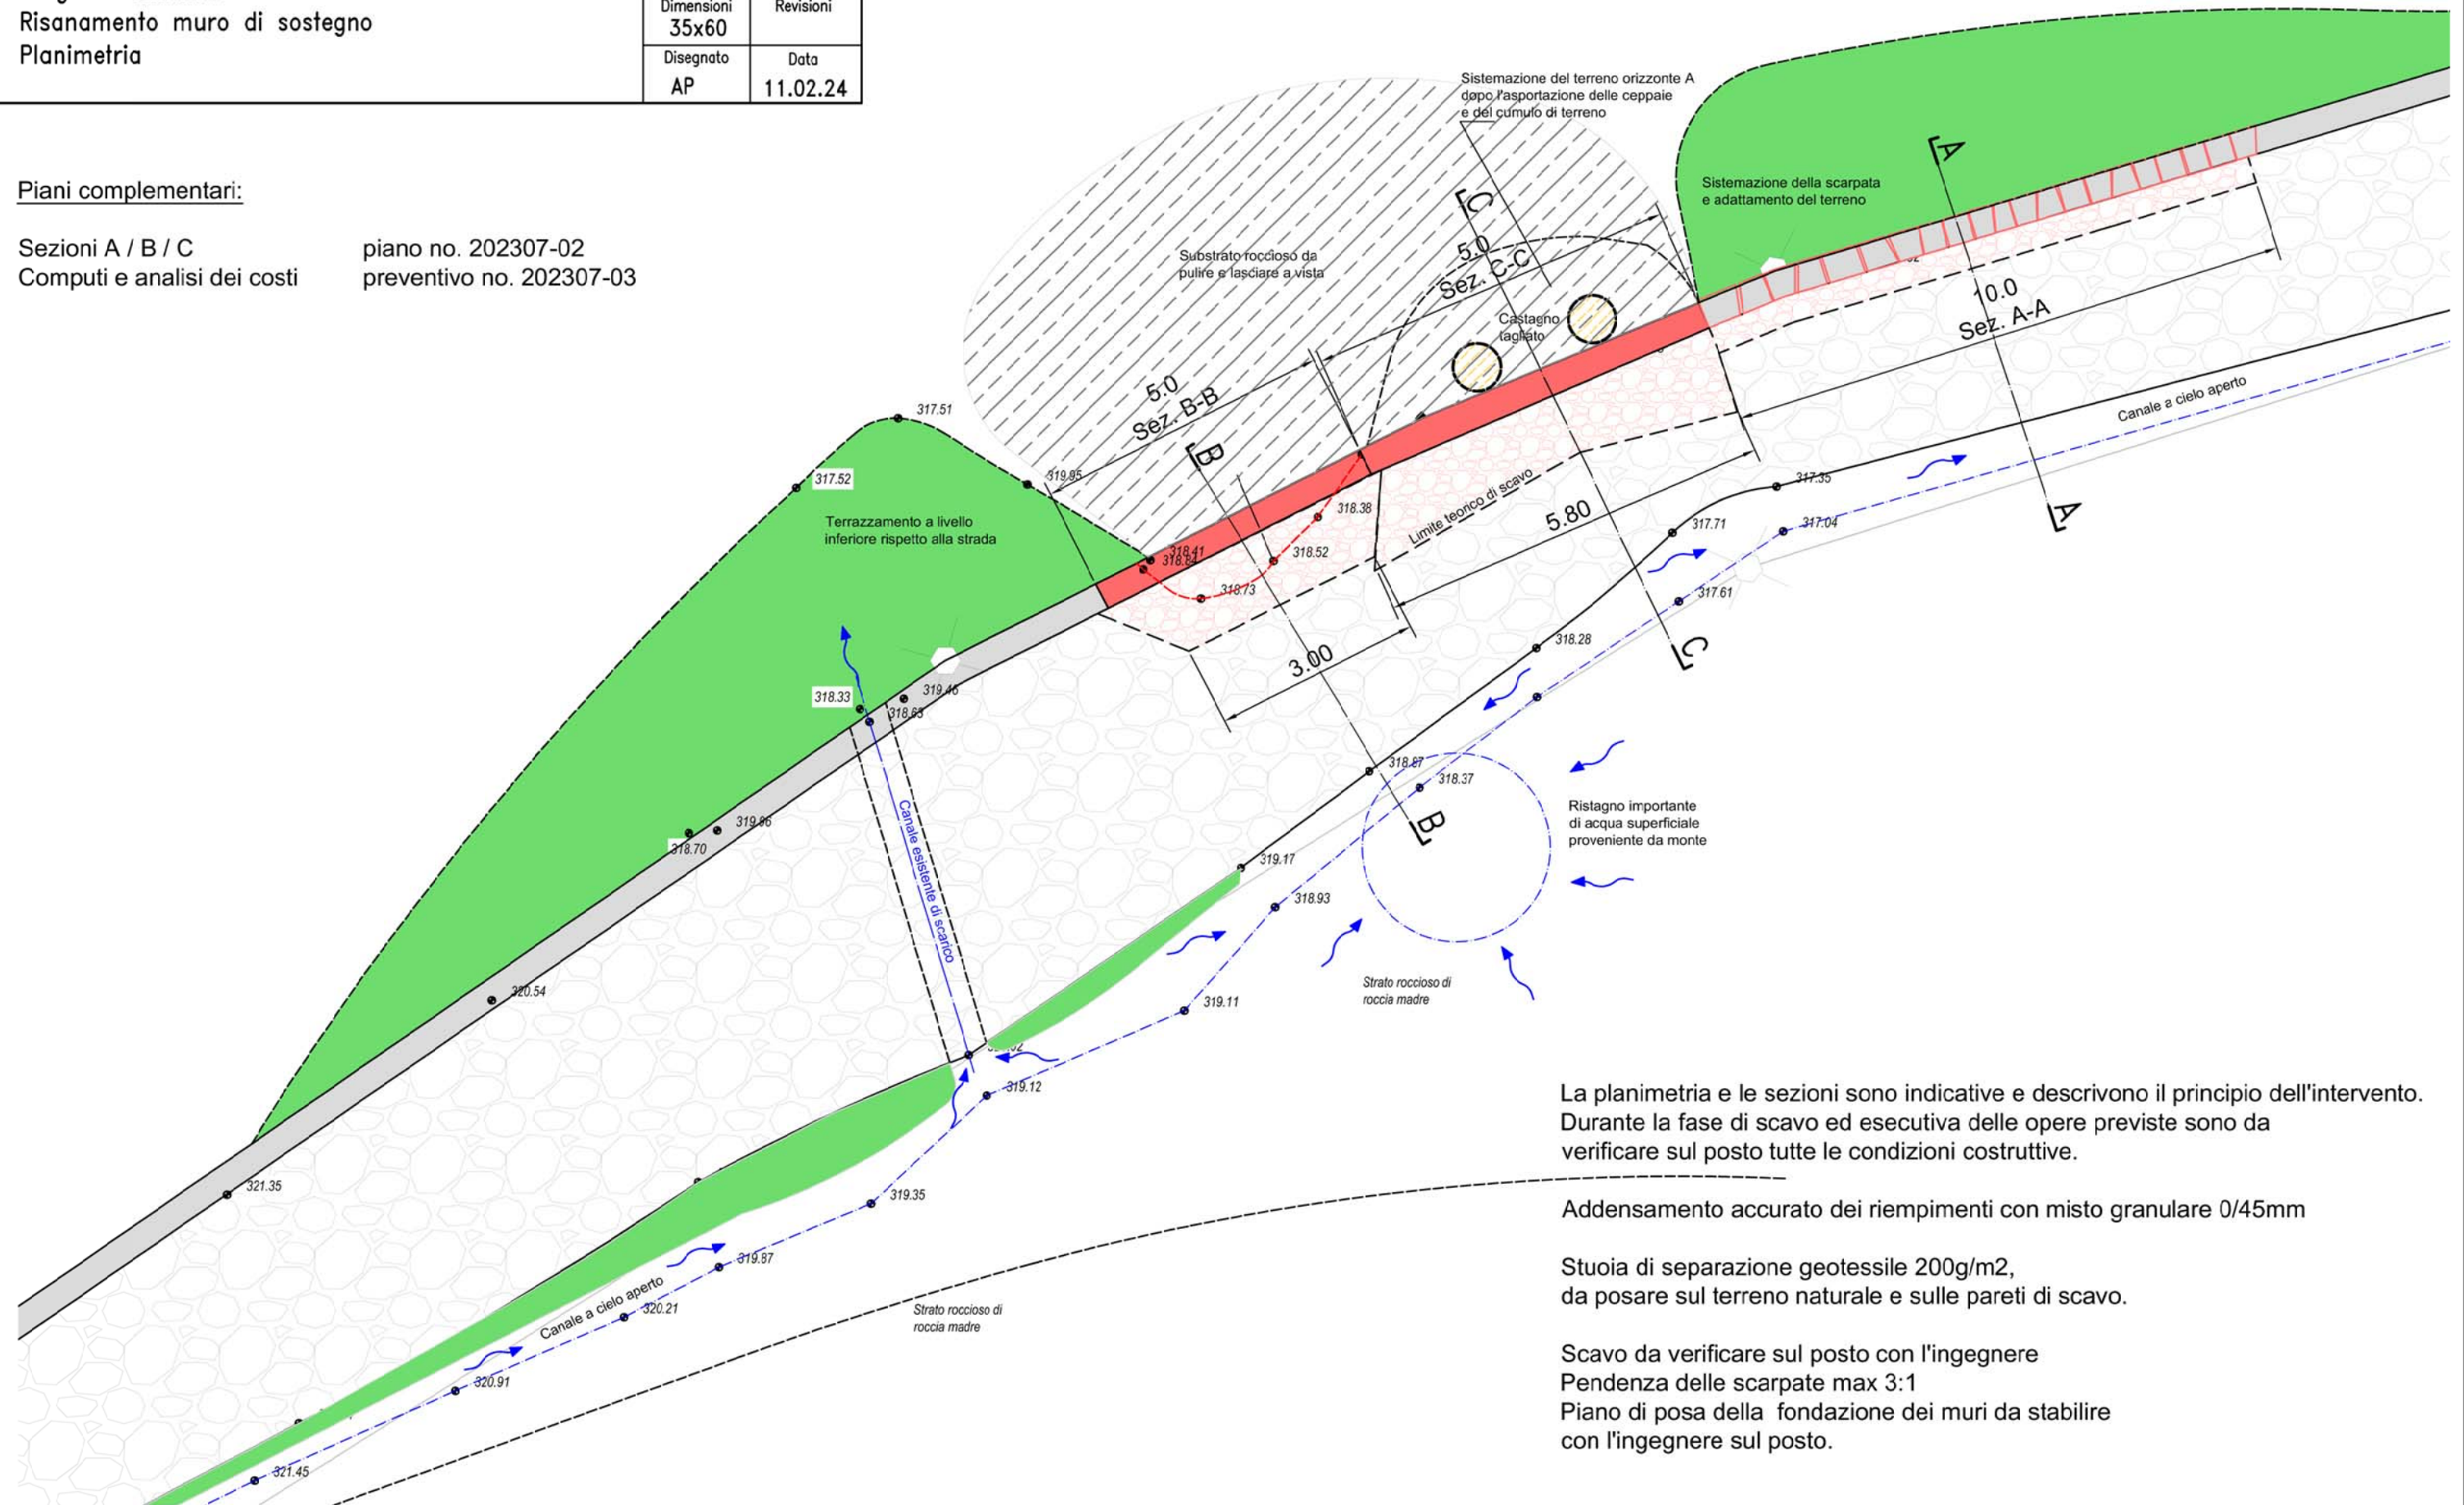 Risanamento muro di sostegno
Planimetria
Dimensioni
35x60
Revisioni
Disegnato
AP
Data
11.02.24
Piani complementari:
Sezioni A / B / C piano no. 202307-02
Computi e analisi dei costi preventivo no. 202307-03
Sistemazione del terreno orizzonte A
dopo l'asportazione delle ceppaie
e del cumulo di terreno
Sistemazione della scarpata
e adattamento del terreno
Substrato roccioso da
pulire e lasciare a vista
A
C
5.0
Sez. C-C
Castagno
tagliato
10.0
Sez. A-A
5.0
Sez. B-B
B
Canale a cielo aperto
317.51
317.52
319.95
Terrazzamento a livello
inferiore rispetto alla strada
318.38
318.41
318.84
318.52
318.73
Limite teorico di scavo
5.80
3.00
317.35
317.71
317.04
317.61
A
C
318.28
318.33
319.46
318.63
318.87
318.37
B
Ristagno importante
di acqua superficiale
proveniente da monte
319.96
318.70
Canale esistente di scarico
319.17
318.93
Strato roccioso di
roccia madre
320.54
319.11
319.12
321.35
319.35
319.87
Canale a cielo aperto
320.21
Strato roccioso di
roccia madre
320.91
321.45
La planimetria e le sezioni sono indicative e descrivono il principio dell'intervento.
Durante la fase di scavo ed esecutiva delle opere previste sono da
verificare sul posto tutte le condizioni costruttive.
Addensamento accurato dei riempimenti con misto granulare 0/45mm
Stuoia di separazione geotessile 200g/m2,
da posare sul terreno naturale e sulle pareti di scavo.
Scavo da verificare sul posto con l'ingegnere
Pendenza delle scarpate max 3:1
Piano di posa della fondazione dei muri da stabilire
con l'ingegnere sul posto.